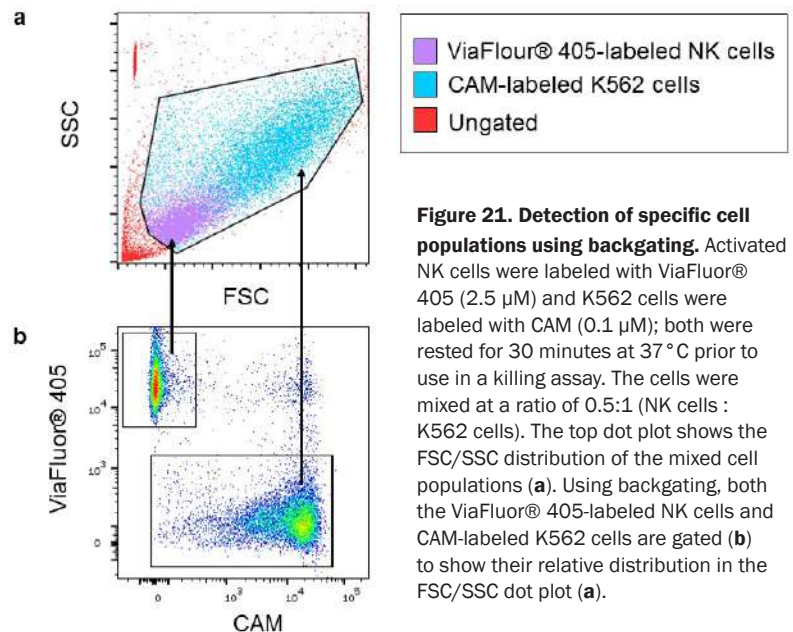 a
SSC
FSC
ViaFlour® 405-labeled NK cells
CAM-labeled K562 cells
Ungated
b
ViaFluor® 405
10⁵
10⁴
10³
0
0
10³
10⁴
10⁵
CAM
Figure 21. Detection of specific cell
populations using backgating. Activated
NK cells were labeled with ViaFluor®
405 (2.5 µM) and K562 cells were
labeled with CAM (0.1 µM); both were
rested for 30 minutes at 37°C prior to
use in a killing assay. The cells were
mixed at a ratio of 0.5:1 (NK cells :
K562 cells). The top dot plot shows the
FSC/SSC distribution of the mixed cell
populations (a). Using backgating, both
the ViaFluor® 405-labeled NK cells and
CAM-labeled K562 cells are gated (b)
to show their relative distribution in the
FSC/SSC dot plot (a).